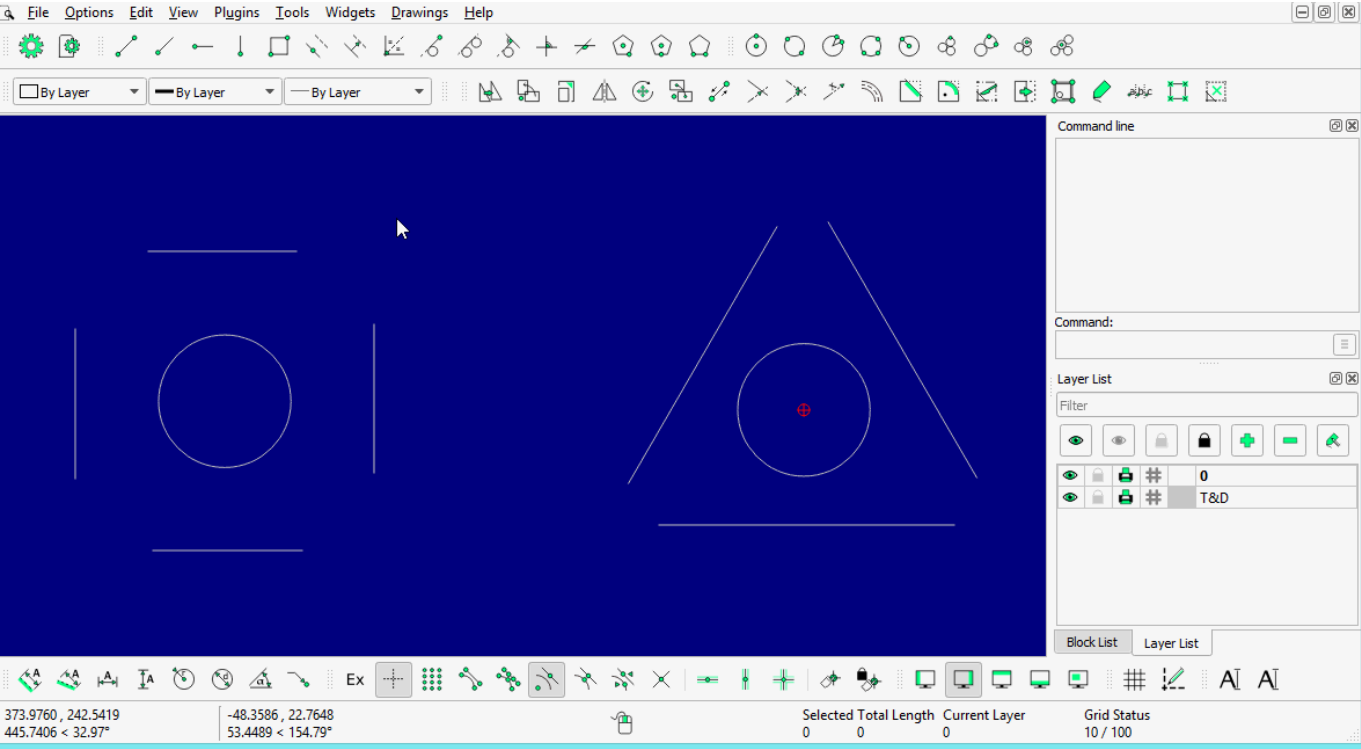 File Options Edit View Plugins Tools Widgets Drawings Help
By Layer By Layer By Layer
Command line
Command:
Layer List
Filter
0
T&D
Block List Layer List
Ex
373.9760 , 242.5419 -48.3586 , 22.7648 Selected Total Length Current Layer Grid Status
445.7406 < 32.97° 53.4489 < 154.79° 0 0 0 10 / 100